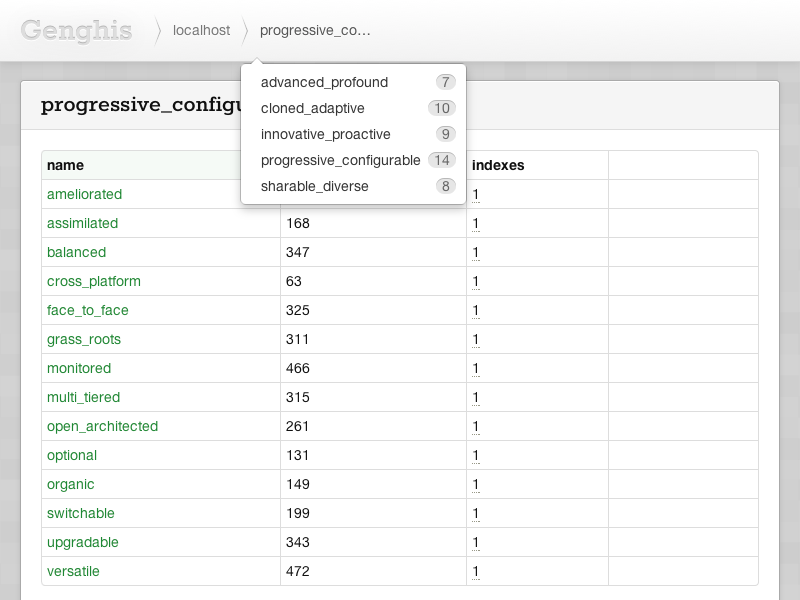 Genghis
localhost
progressive_co...
advanced_profound 7
cloned_adaptive 10
innovative_proactive 9
progressive_configurable 14
sharable_diverse 8
progressive_configu
name indexes
ameliorated 1
assimilated 168 1
balanced 347 1
cross_platform 63 1
face_to_face 325 1
grass_roots 311 1
monitored 466 1
multi_tiered 315 1
open_architected 261 1
optional 131 1
organic 149 1
switchable 199 1
upgradable 343 1
versatile 472 1